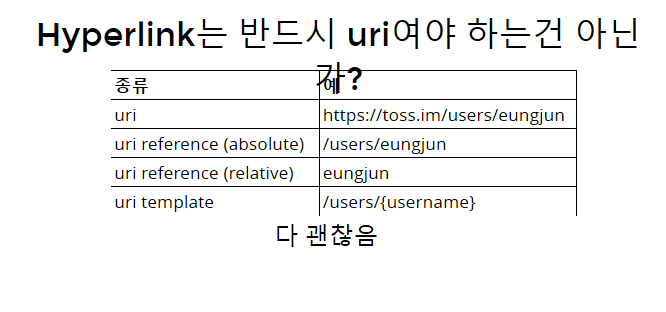 Hyperlink는 반드시 uri여야 하는건 아닌
가?
종류 예
uri https://toss.im/users/eungjun
uri reference (absolute) /users/eungjun
uri reference (relative) eungjun
uri template /users/{username}
다 괜찮음